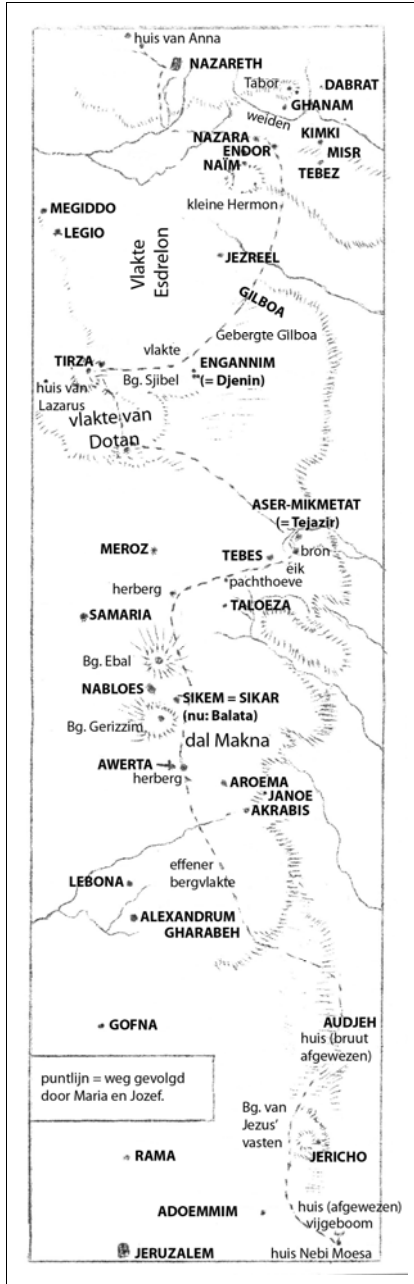 huis van Anna
NAZARETH
Tabor
DABRAT
GHANAM
weiden
NAZARA
KIMKI
ENDOR
MISR
NAÏM
TEBEZ
kleine Hermon
MEGIDDO
LEGIO
Vlakte
Esdrelon
JEZREEL
GILBOA
Gebergte Gilboa
vlakte
TIRZA
ENGANNIM
(= Djenin)
Bg. Sjibel
huis van
Lazarus
vlakte van
Dotan
ASER-MIKMETAT
(= Tejazir)
MEROZ
TEBES
bron
eik
pachthoeve
herberg
TALOEZA
SAMARIA
Bg. Ebal
NABLOES
SIKEM = SIKAR
(nu: Balata)
Bg. Gerizzim
dal Makna
AWERTA
herberg
AROEMA
JANOE
AKRABIS
effener
bergvlakte
LEBONA
ALEXANDRUM
GHARABEH
GOFNA
AUDJEH
huis (bruut
afgewezen)
puntlijn = weg gevolgd
door Maria en Jozef.
Bg. van
Jezus’
vasten
RAMA
JERICHO
ADOEMMIM
huis (afgewezen)
vijgeboom
JERUZALEM
huis Nebi Moesa